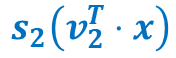 s₂(v₂ᵀ · x)